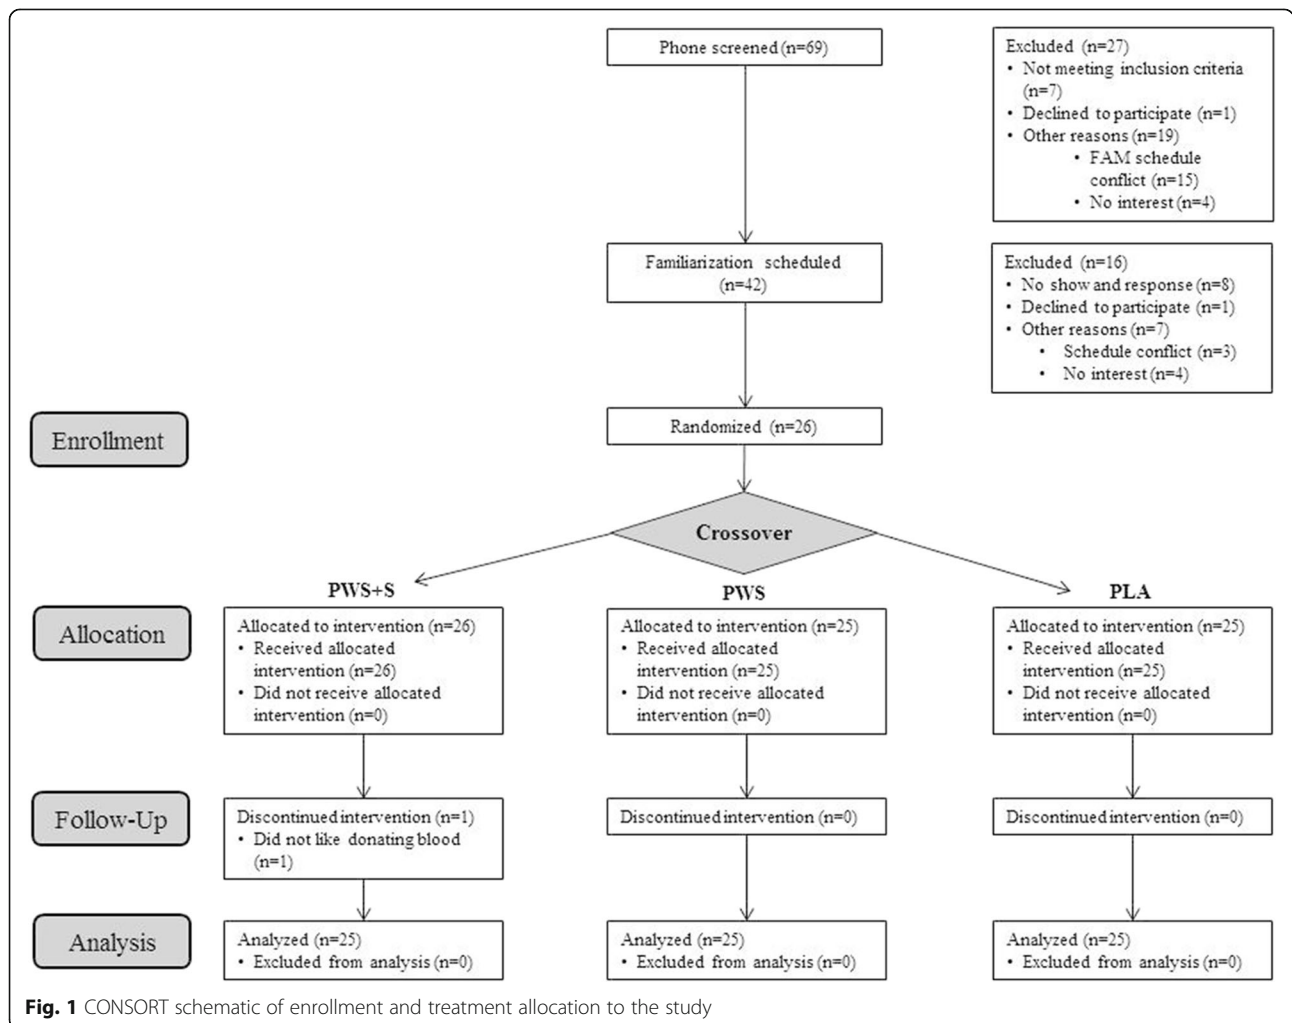 Phone screened (n=69)
Excluded (n=27)
• Not meeting inclusion criteria
(n=7)
• Declined to participate (n=1)
• Other reasons (n=19)
• FAM schedule
conflict (n=15)
• No interest (n=4)
Familiarization scheduled
(n=42)
Excluded (n=16)
• No show and response (n=8)
• Declined to participate (n=1)
• Other reasons (n=7)
• Schedule conflict (n=3)
• No interest (n=4)
Enrollment
Randomized (n=26)
Crossover
PWS+S
PWS
PLA
Allocation
Allocated to intervention (n=26)
• Received allocated
intervention (n=26)
• Did not receive allocated
intervention (n=0)
Allocated to intervention (n=25)
• Received allocated
intervention (n=25)
• Did not receive allocated
intervention (n=0)
Allocated to intervention (n=25)
• Received allocated
intervention (n=25)
• Did not receive allocated
intervention (n=0)
Follow-Up
Discontinued intervention (n=1)
• Did not like donating blood
(n=1)
Discontinued intervention (n=0)
Discontinued intervention (n=0)
Analysis
Analyzed (n=25)
• Excluded from analysis (n=0)
Analyzed (n=25)
• Excluded from analysis (n=0)
Analyzed (n=25)
• Excluded from analysis (n=0)
Fig. 1 CONSORT schematic of enrollment and treatment allocation to the study